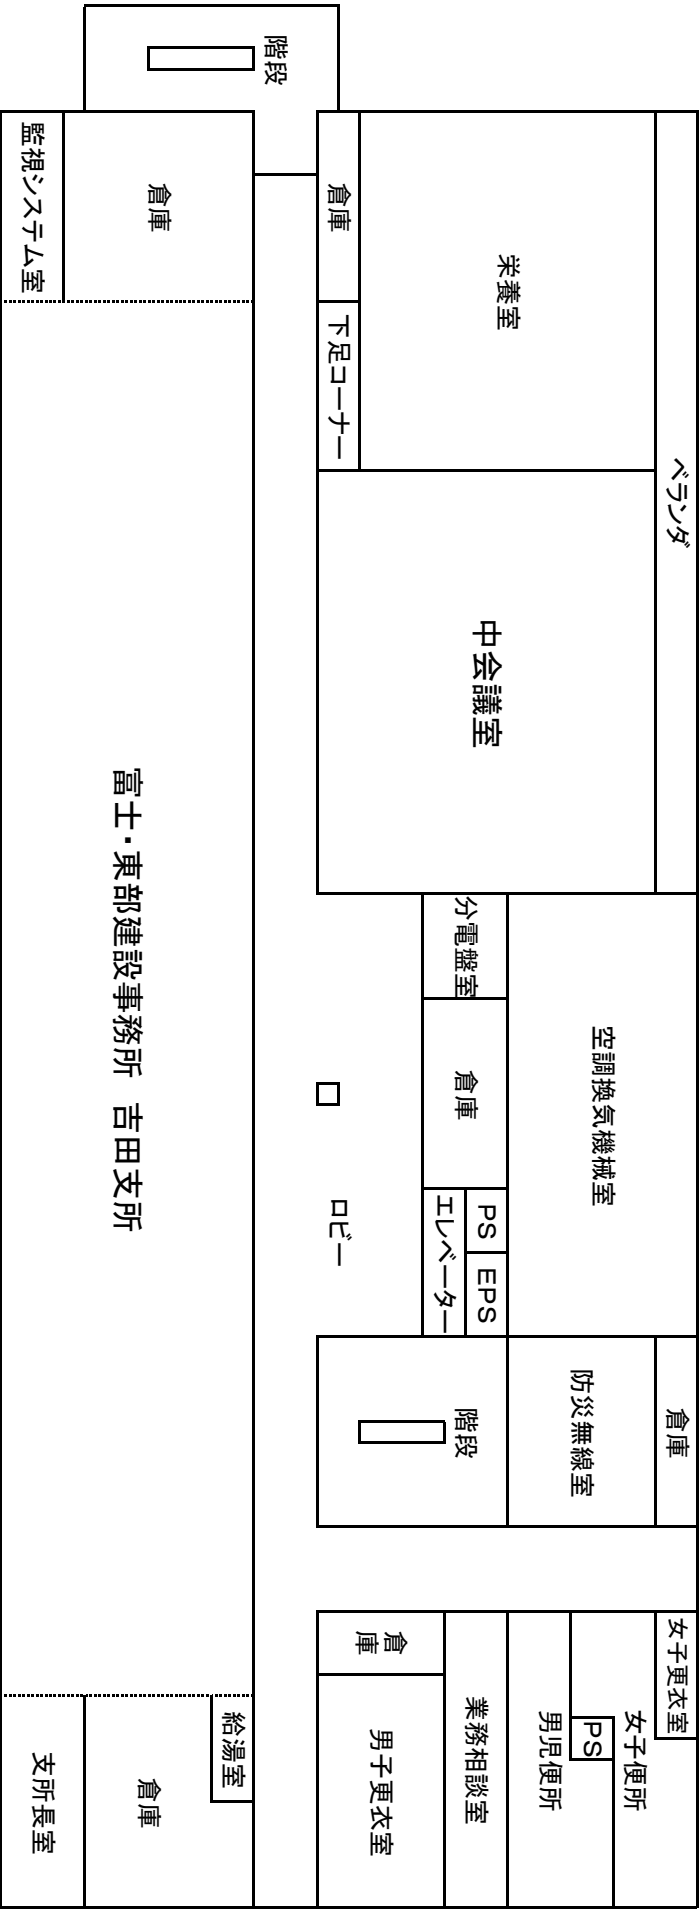 階段
監視システム室
倉庫
倉庫
下足コーナー
栄養室
ベランダ
中会議室
富士・東部建設事務所　吉田支所
分電盤室
倉庫
空調換気機械室
PS
EPS
エレベーター
ロビー
階段
防災無線室
倉庫
倉庫
男子更衣室
業務相談室
男児便所
PS
女子便所
女子更衣室
給湯室
倉庫
支所長室